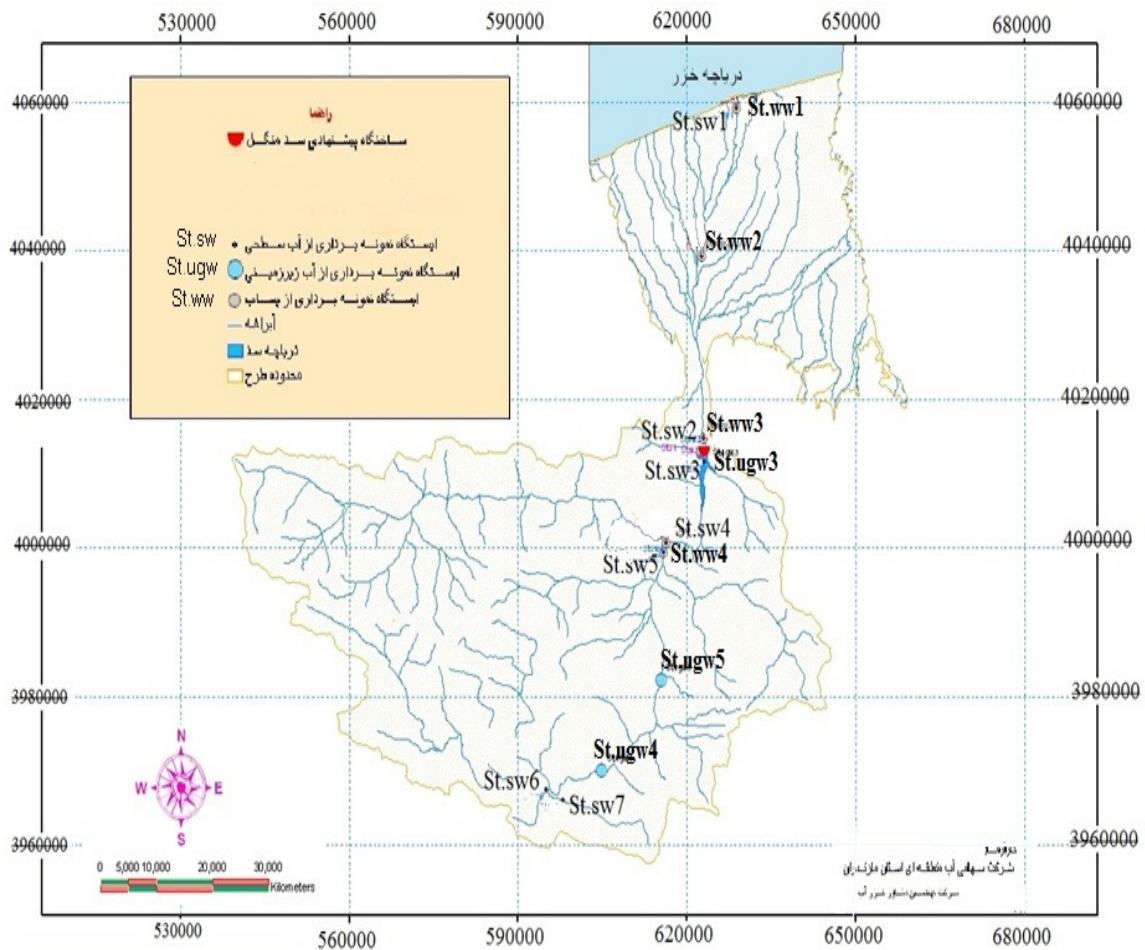 530000 560000 590000 620000 650000 680000
دریاچه خزر
4060000 4060000
St.sw1 St.ww1
راهنما
ساختگاه پیشنهادی سد منگل
St.sw ایستگاه نمونه برداری از آب سطحی
St.ugw ایستگاه نمونه برداری از آب زیرزمینی
St.ww ایستگاه نمونه برداری از پساب
آبراهه
دریاچه سد
محدوده طرح
4040000 4040000
St.ww2
4020000 4020000
St.sw2 St.ww3
St.sw3 St.ugw3
St.sw4
4000000 4000000
St.sw5 St.ww4
St.ugw5
3980000 3980000
St.ugw4
St.sw6
St.sw7
N
W E
S
3960000 3960000
0 5,000 10,000 20,000 30,000
Kilometers
شرکت سهامی آب منطقه ای استان مازندران
530000 560000 590000 620000 650000 680000